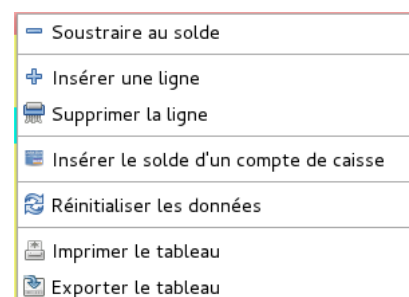 Soustraire au solde
Insérer une ligne
Supprimer la ligne
Insérer le solde d'un compte de caisse
Réinitialiser les données
Imprimer le tableau
Exporter le tableau